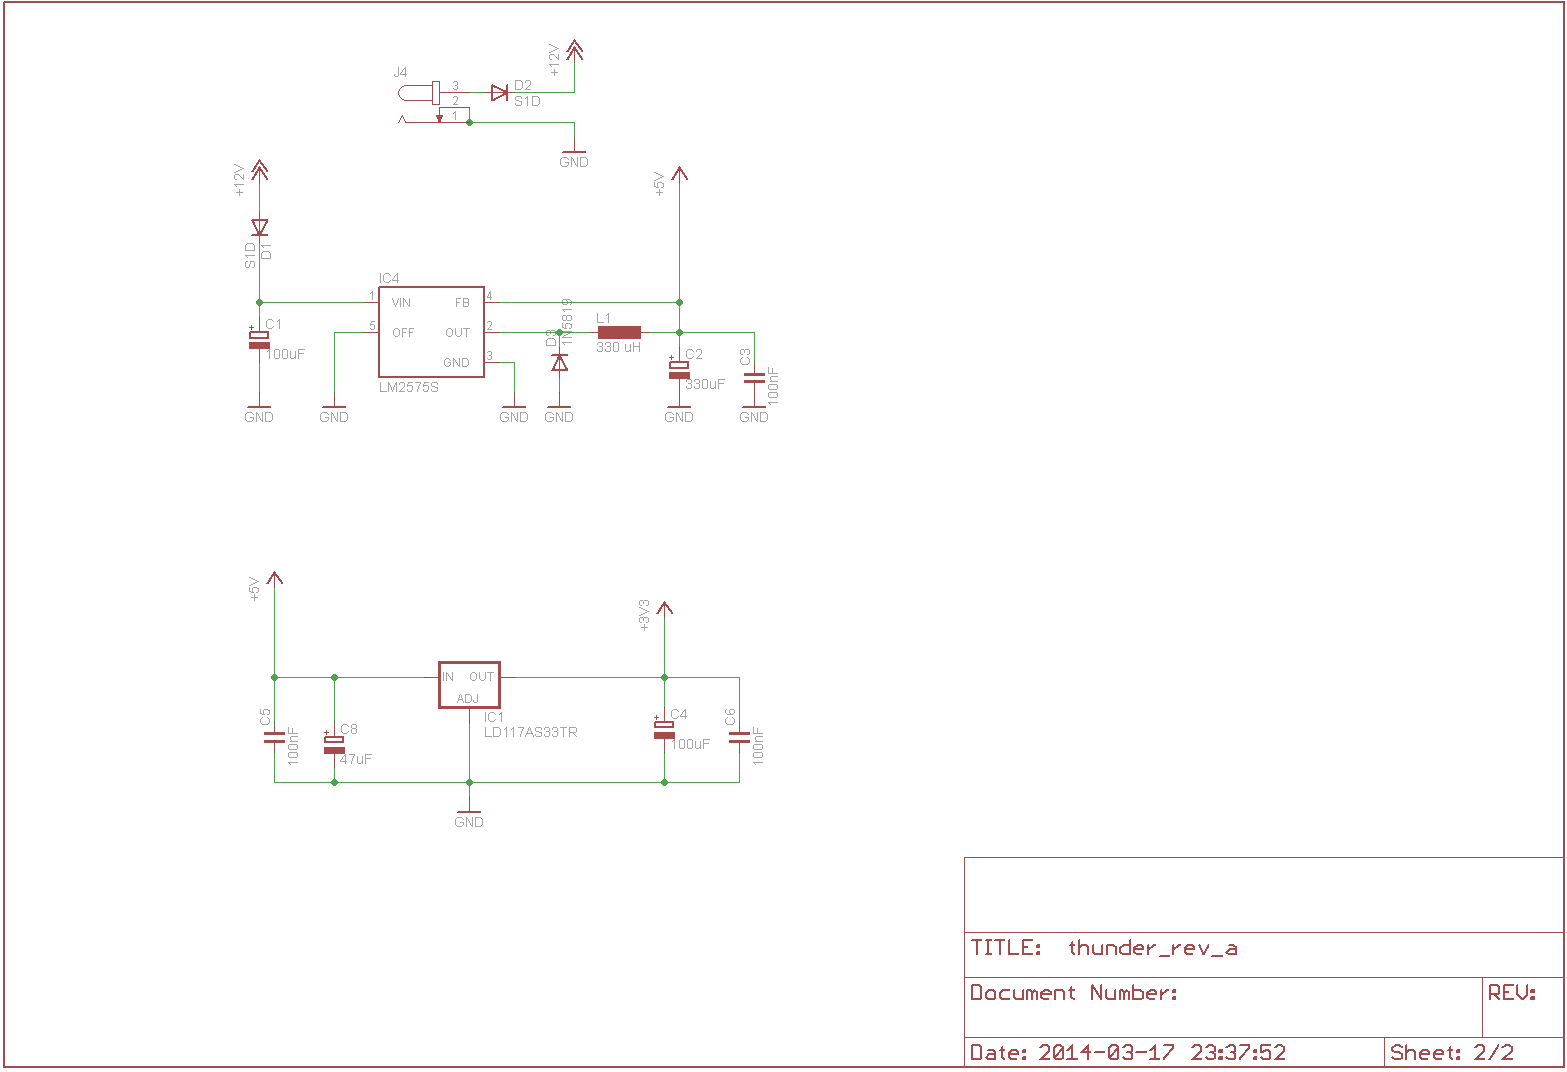 J4
3
2
1
D2
S1D
+12V
GND
+12V
S1D
D1
+5V
IC4
1
VIN
FB
4
5
OFF
OUT
2
GND
3
LM2575S
C1
100uF
D3
1N5819
L1
330 uH
C2
330uF
C3
100nF
GND
GND
GND
GND
GND
GND
+5V
+3V3
IN
OUT
ADJ
IC1
LD117AS33TR
C5
100nF
C8
47uF
C4
100uF
C6
100nF
GND
TITLE: thunder_rev_a
Document Number:
REV:
Date: 2014-03-17 23:37:52
Sheet: 2/2